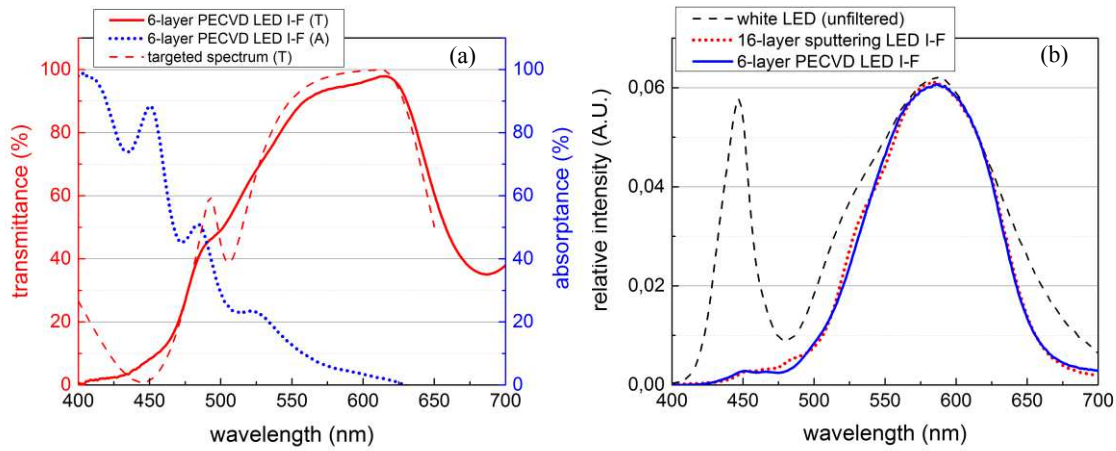 6-layer PECVD LED I-F (T)
6-layer PECVD LED I-F (A)
targeted spectrum (T)
(a)
100
80
60
40
20
0
transmittance (%)
100
80
60
40
20
0
absorptance (%)
400 450 500 550 600 650 700
wavelength (nm)
white LED (unfiltered)
16-layer sputtering LED I-F
6-layer PECVD LED I-F
(b)
0,06
0,04
0,02
0,00
relative intensity (A.U.)
400 450 500 550 600 650 700
wavelength (nm)